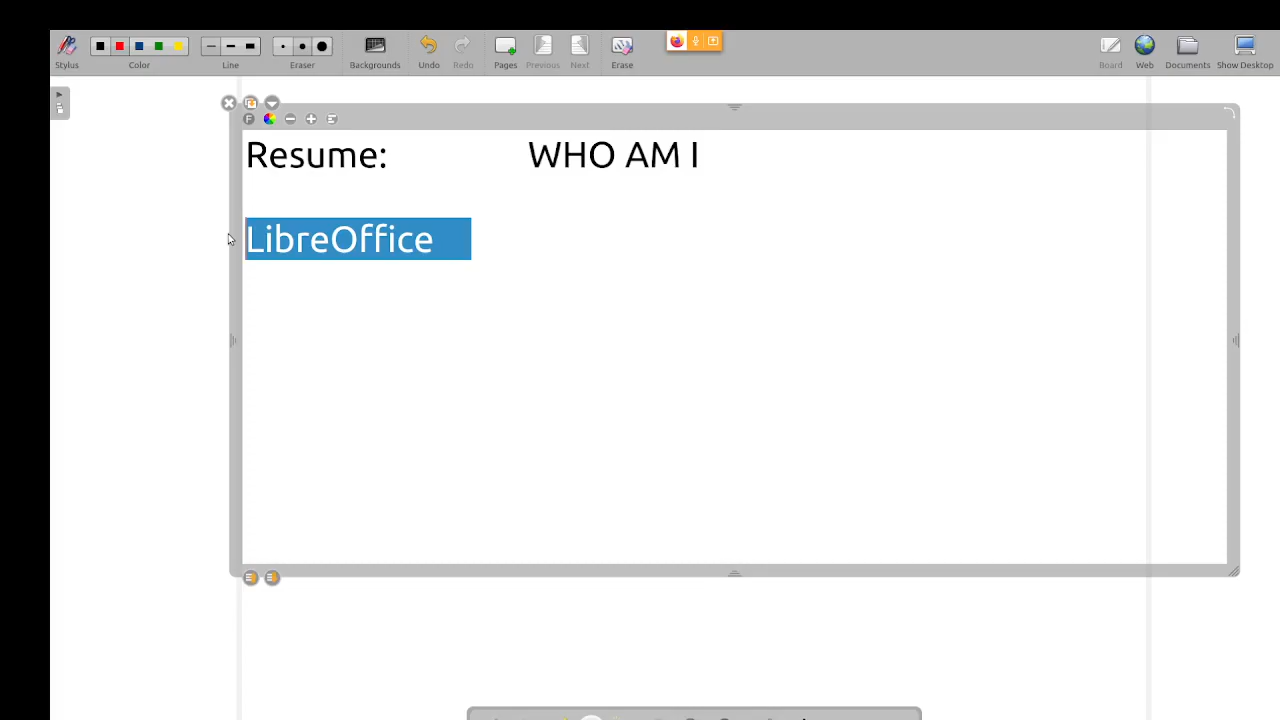 Stylus Color Line Eraser Backgrounds Undo Redo Pages Previous Next Erase Board Web Documents Show Desktop
F
Resume: WHO AM I
LibreOffice